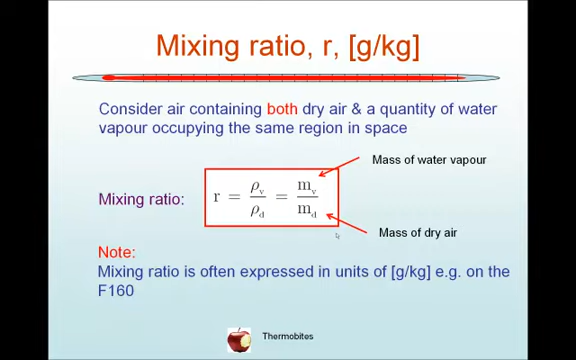 Mixing ratio, r, [g/kg]
Consider air containing both dry air & a quantity of water
vapour occupying the same region in space
Mass of water vapour
Mixing ratio: r = ρv / ρd = mv / md
Mass of dry air
Note:
Mixing ratio is often expressed in units of [g/kg] e.g. on the
F160
Thermobites